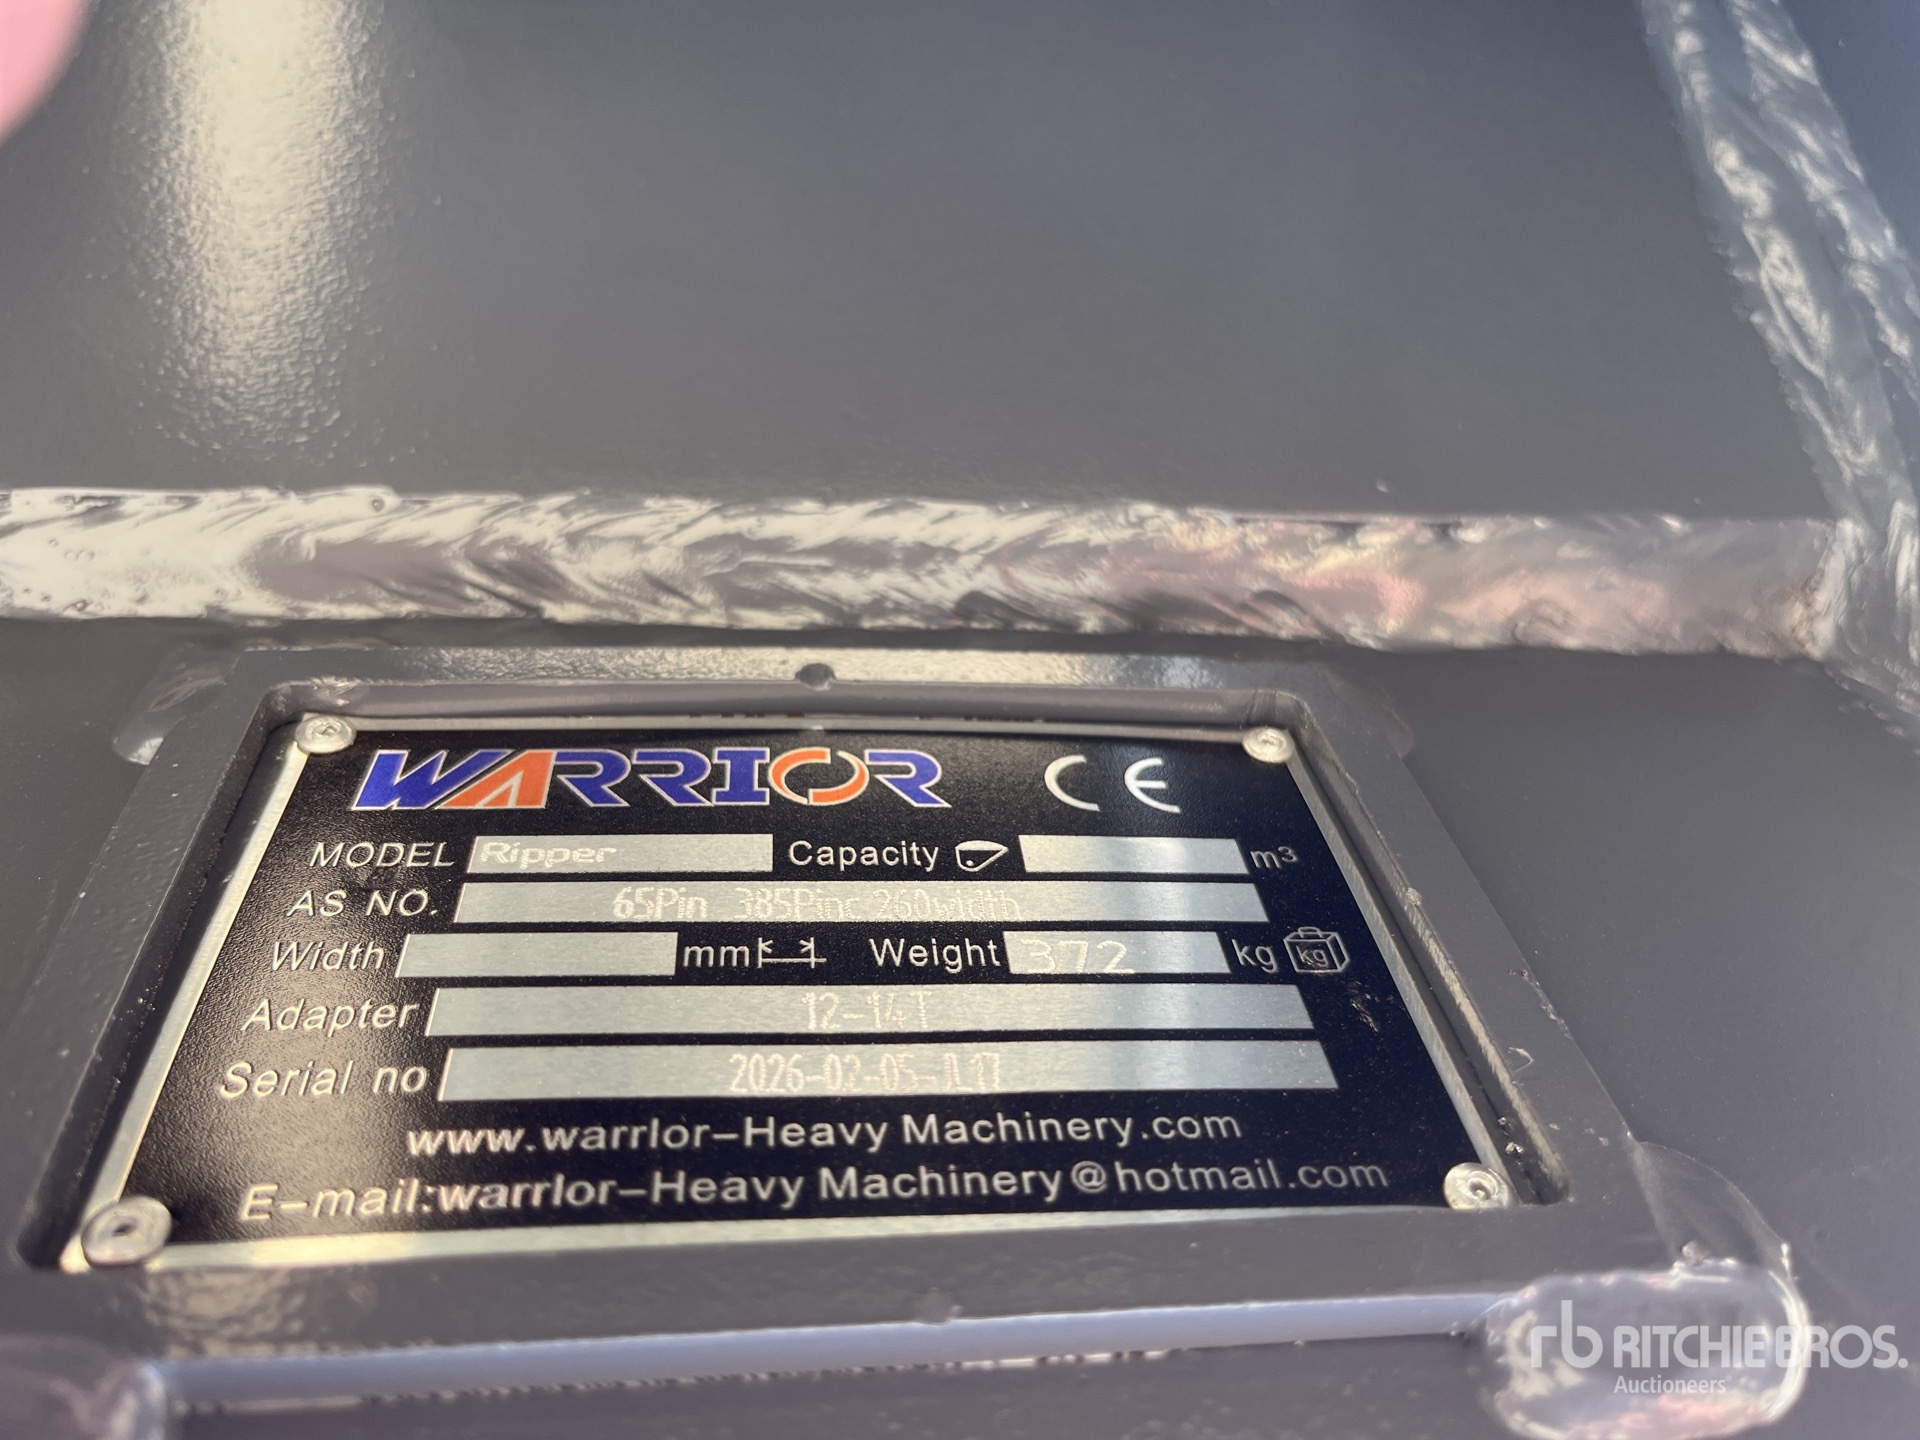 WARRIOR CE
MODEL Ripper Capacity m³
AS NO. 65Pin 385Pinc 260width
Width mm Weight 372 kg kg
Adapter 12-14T
Serial no 2026-02-05-JL17
www.warrlor-Heavy Machinery.com
E-mail:warrlor-Heavy Machinery@hotmail.com
rb RITCHIE BROS.
Auctioneers